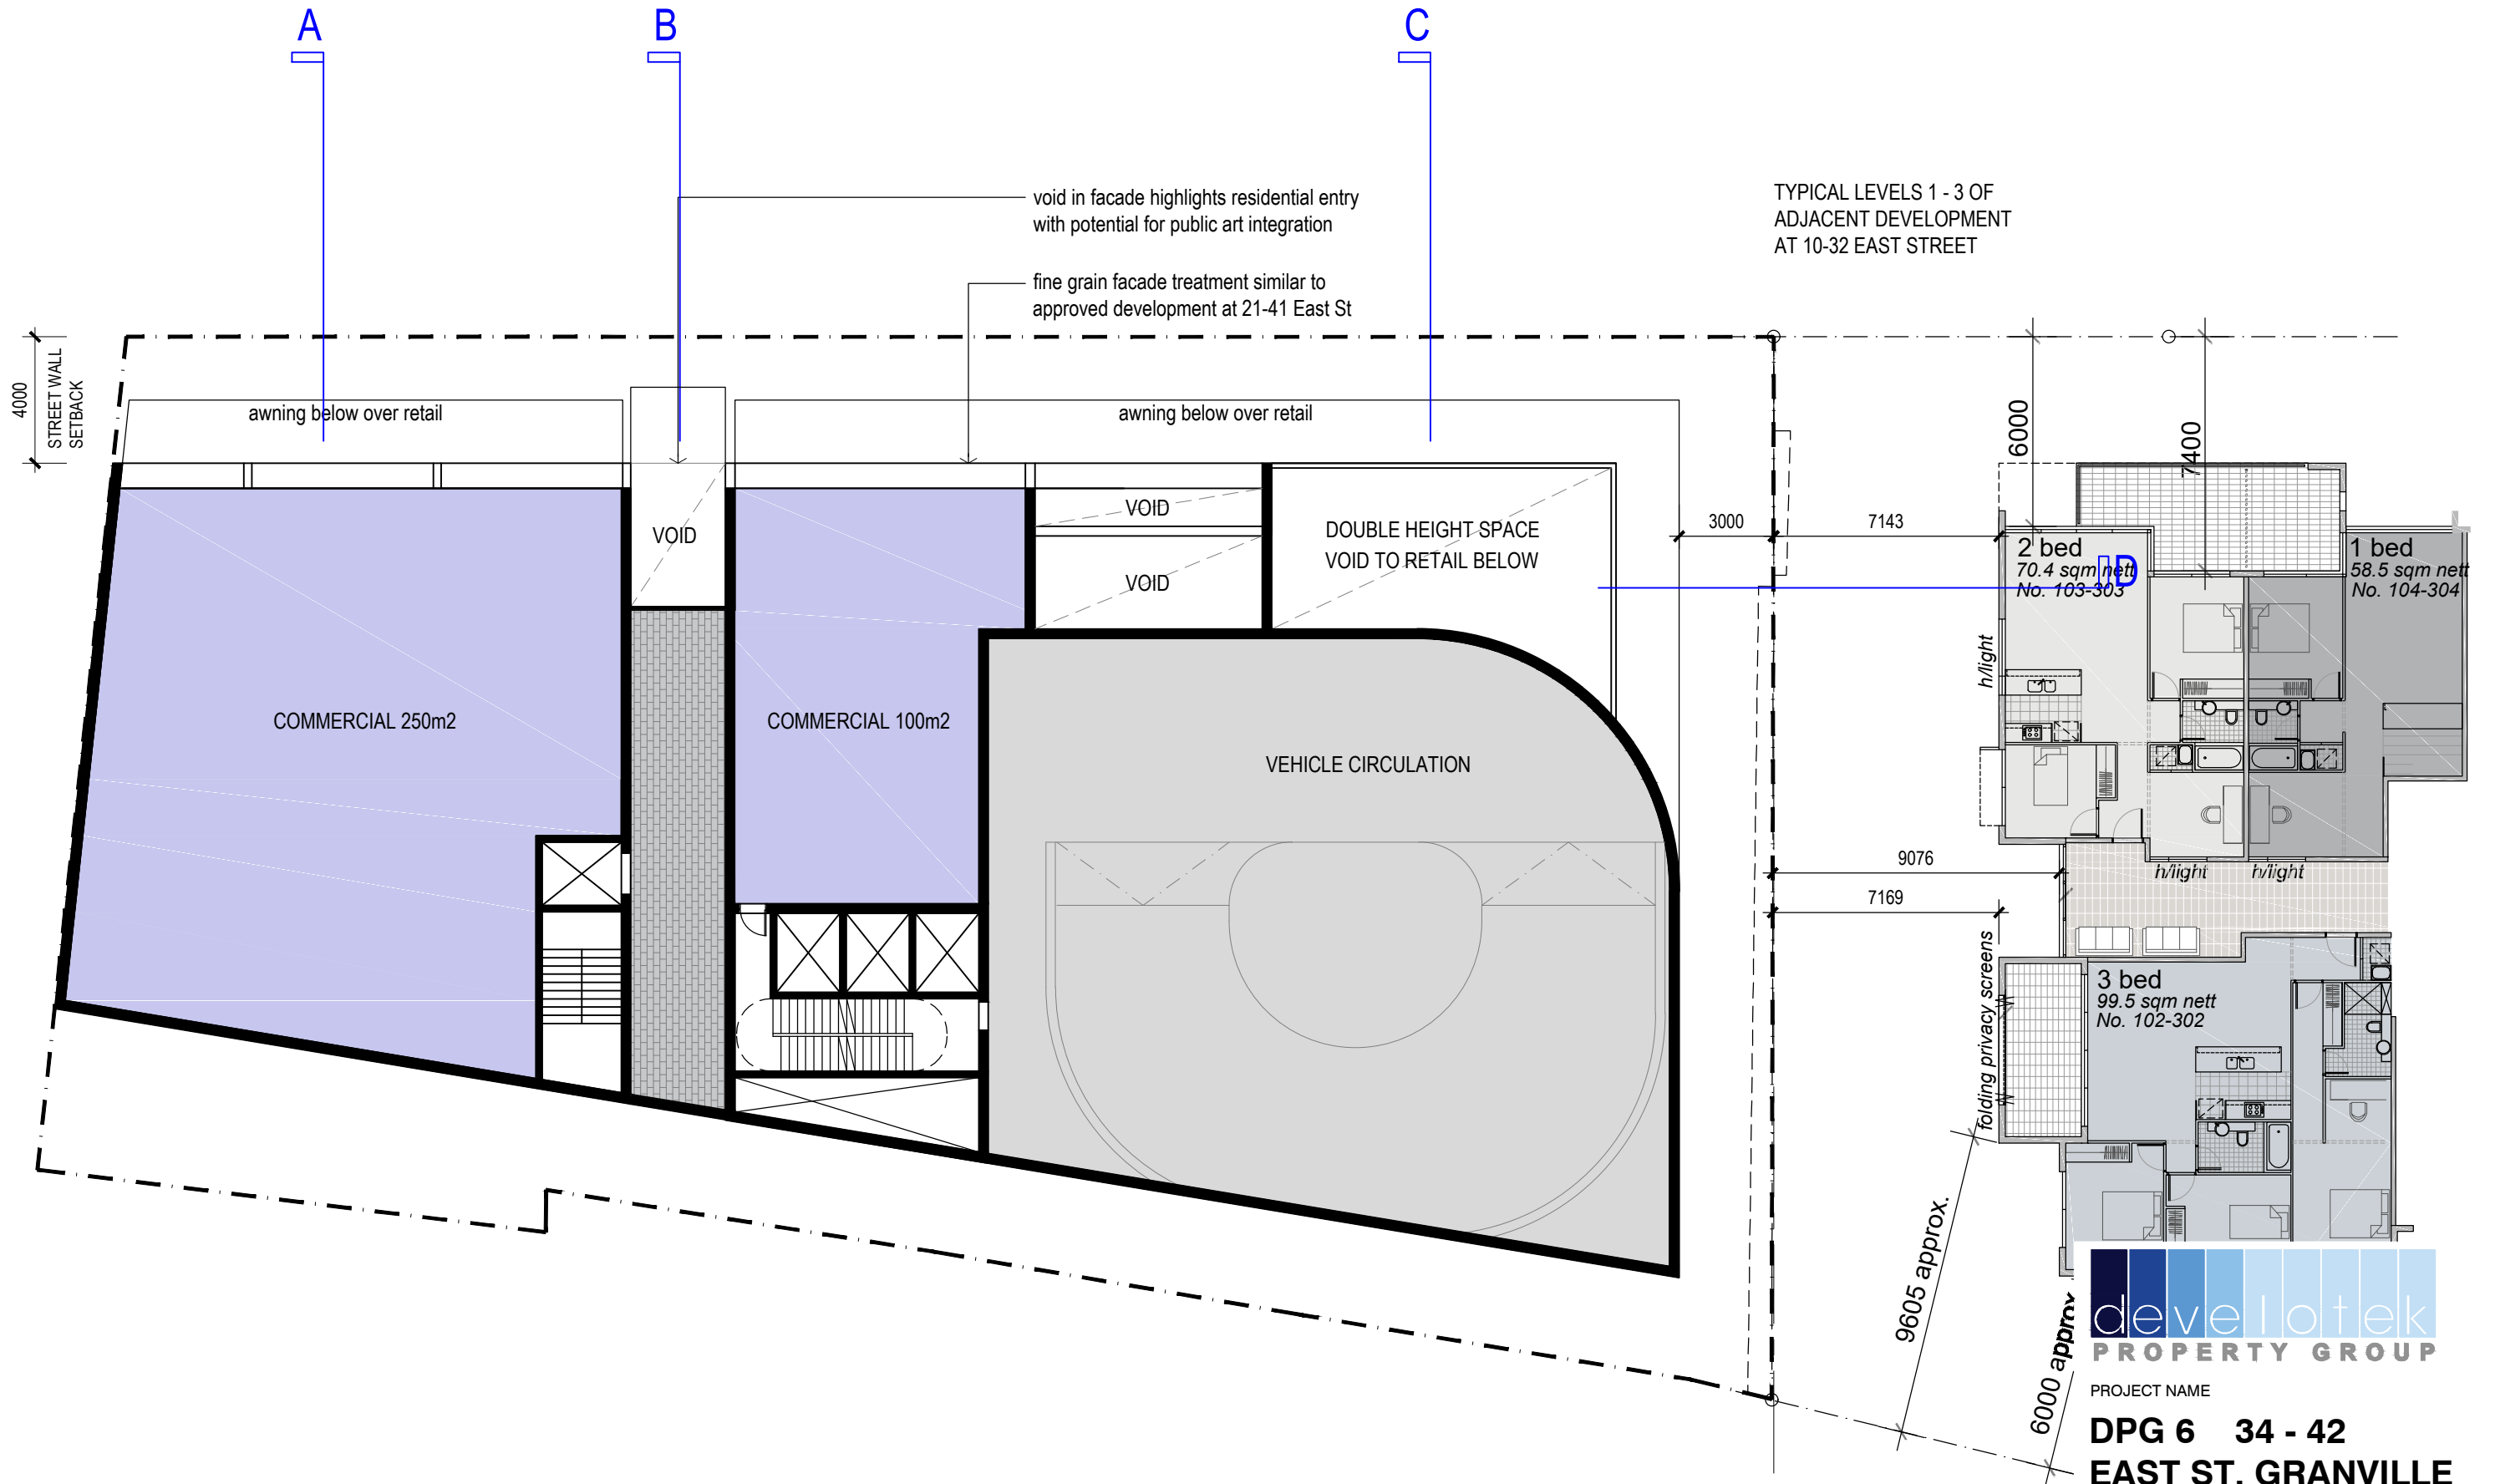 A
B
C
void in facade highlights residential entry
with potential for public art integration
fine grain facade treatment similar to
approved development at 21-41 East St
TYPICAL LEVELS 1 - 3 OF
ADJACENT DEVELOPMENT
AT 10-32 EAST STREET
4000
STREET WALL
SETBACK
awning below over retail
awning below over retail
6000
7400
VOID
VOID
VOID
DOUBLE HEIGHT SPACE
VOID TO RETAIL BELOW
3000
7143
2 bed
70.4 sqm nett
No. 103-303
D
1 bed
58.5 sqm nett
No. 104-304
h/light
COMMERCIAL 250m2
COMMERCIAL 100m2
VEHICLE CIRCULATION
9076
7169
h/light
h/light
folding privacy screens
3 bed
99.5 sqm nett
No. 102-302
9605 approx.
6000 approx
develotek
PROPERTY GROUP
PROJECT NAME
DPG 6 34 - 42
EAST ST, GRANVILLE